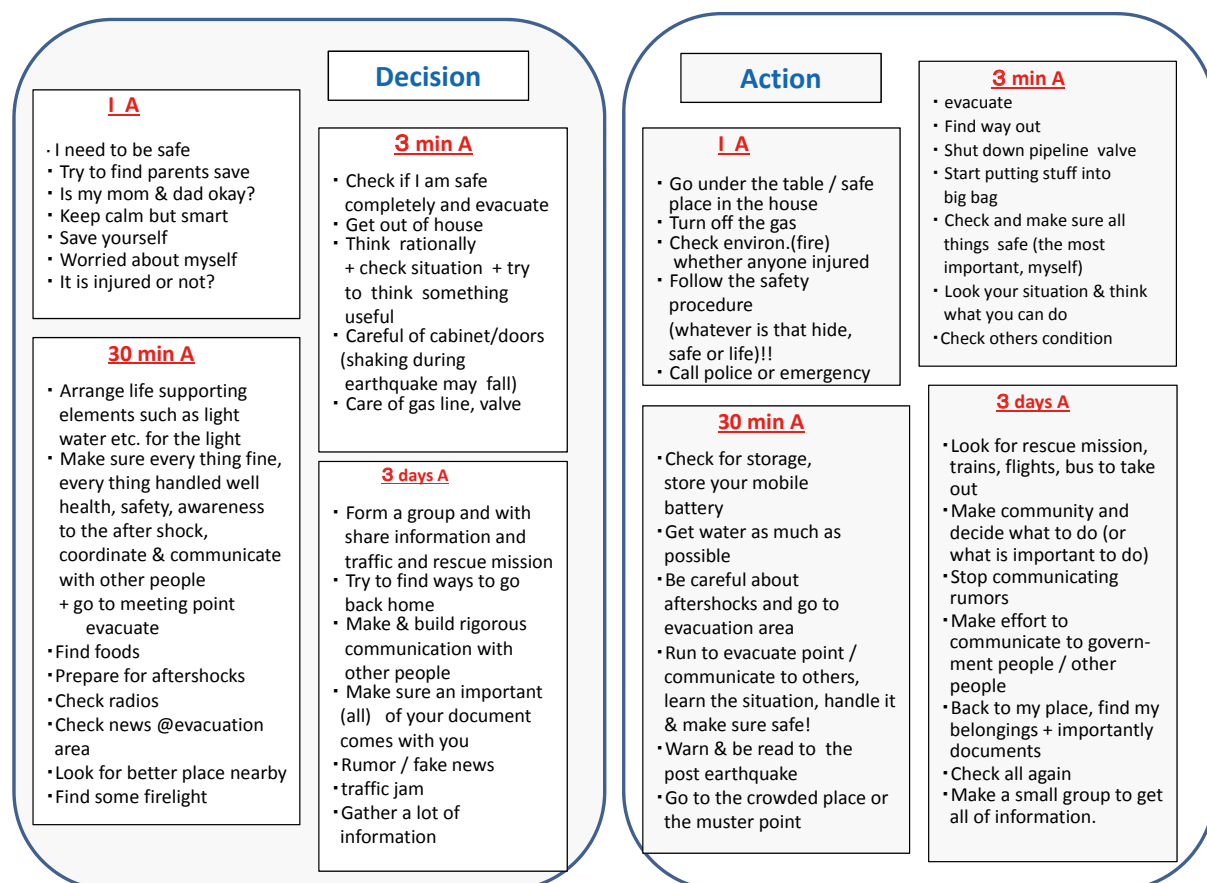 Decision
I A
· I need to be safe
・ Try to find parents save
・ Is my mom & dad okay?
・ Keep calm but smart
・ Save yourself
・ Worried about myself
・ It is injured or not?
3 min A
・ Check if I am safe
completely and evacuate
・ Get out of house
・ Think rationally
+ check situation + try
to think something
useful
・ Careful of cabinet/doors
(shaking during
earthquake may fall)
・ Care of gas line, valve
30 min A
・ Arrange life supporting
elements such as light
water etc. for the light
・ Make sure every thing fine,
every thing handled well
health, safety, awareness
to the after shock,
coordinate & communicate
with other people
+ go to meeting point
evacuate
・Find foods
・Prepare for aftershocks
・Check radios
・Check news @evacuation
area
・Look for better place nearby
・Find some firelight
3 days A
・ Form a group and with
share information and
traffic and rescue mission
・Try to find ways to go
back home
・ Make & build rigorous
communication with
other people
・ Make sure an important
(all) of your document
comes with you
・Rumor / fake news
・traffic jam
・Gather a lot of
information
Action
I A
・ Go under the table / safe
place in the house
・ Turn off the gas
・ Check environ.(fire)
whether anyone injured
・ Follow the safety
procedure
(whatever is that hide,
safe or life)!!
・ Call police or emergency
3 min A
・ evacuate
・ Find way out
・ Shut down pipeline valve
・ Start putting stuff into
big bag
・ Check and make sure all
things safe (the most
important, myself)
・ Look your situation & think
what you can do
・Check others condition
30 min A
・Check for storage,
store your mobile
battery
・Get water as much as
possible
・Be careful about
aftershocks and go to
evacuation area
・Run to evacuate point /
communicate to others,
learn the situation, handle it
& make sure safe!
・Warn & be read to the
post earthquake
・Go to the crowded place or
the muster point
3 days A
・Look for rescue mission,
trains, flights, bus to take
out
・Make community and
decide what to do (or
what is important to do)
・Stop communicating
rumors
・Make effort to
communicate to govern-
ment people / other
people
・Back to my place, find my
belongings + importantly
documents
・Check all again
・Make a small group to get
all of information.